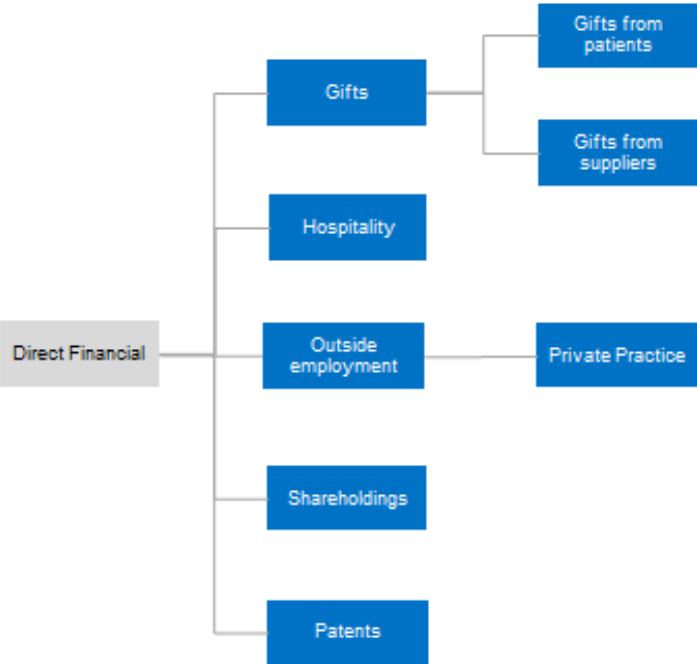 Gifts from
patients
Gifts
Gifts from
suppliers
Hospitality
Direct Financial
Outside
employment
Private Practice
Shareholdings
Patents